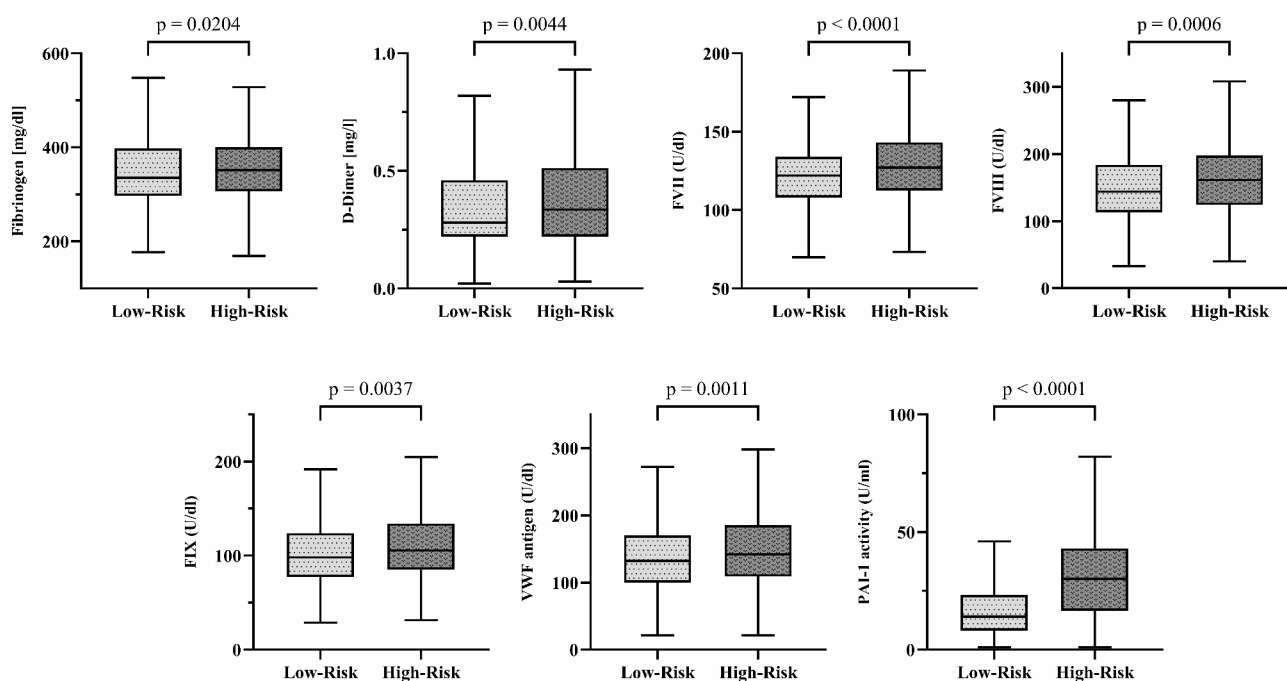 p = 0.0204
600
400
200
Fibrinogen [mg/dl]
Low-Risk High-Risk
p = 0.0044
1.0
0.5
0.0
D-Dimer [mg/l]
Low-Risk High-Risk
p < 0.0001
200
150
100
50
FVII (U/dl)
Low-Risk High-Risk
p = 0.0006
300
200
100
0
FVIII (U/dl)
Low-Risk High-Risk
p = 0.0037
200
100
0
FIX (U/dl)
Low-Risk High-Risk
p = 0.0011
300
200
100
0
VWF antigen (U/dl)
Low-Risk High-Risk
p < 0.0001
100
50
0
PAI-1 activity (U/ml)
Low-Risk High-Risk